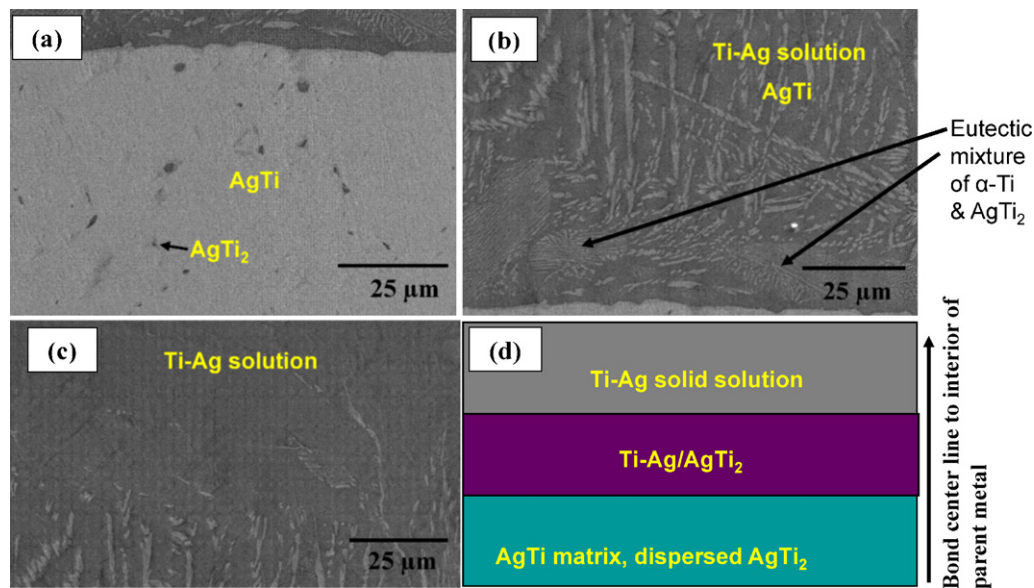 (a)
AgTi
AgTi₂
25 µm
(b)
Ti-Ag solution
AgTi
25 µm
Eutectic
mixture
of α-Ti
& AgTi₂
(c)
Ti-Ag solution
25 µm
(d)
Ti-Ag solid solution
Ti-Ag/AgTi₂
AgTi matrix, dispersed AgTi₂
Bond center line to interior of
parent metal